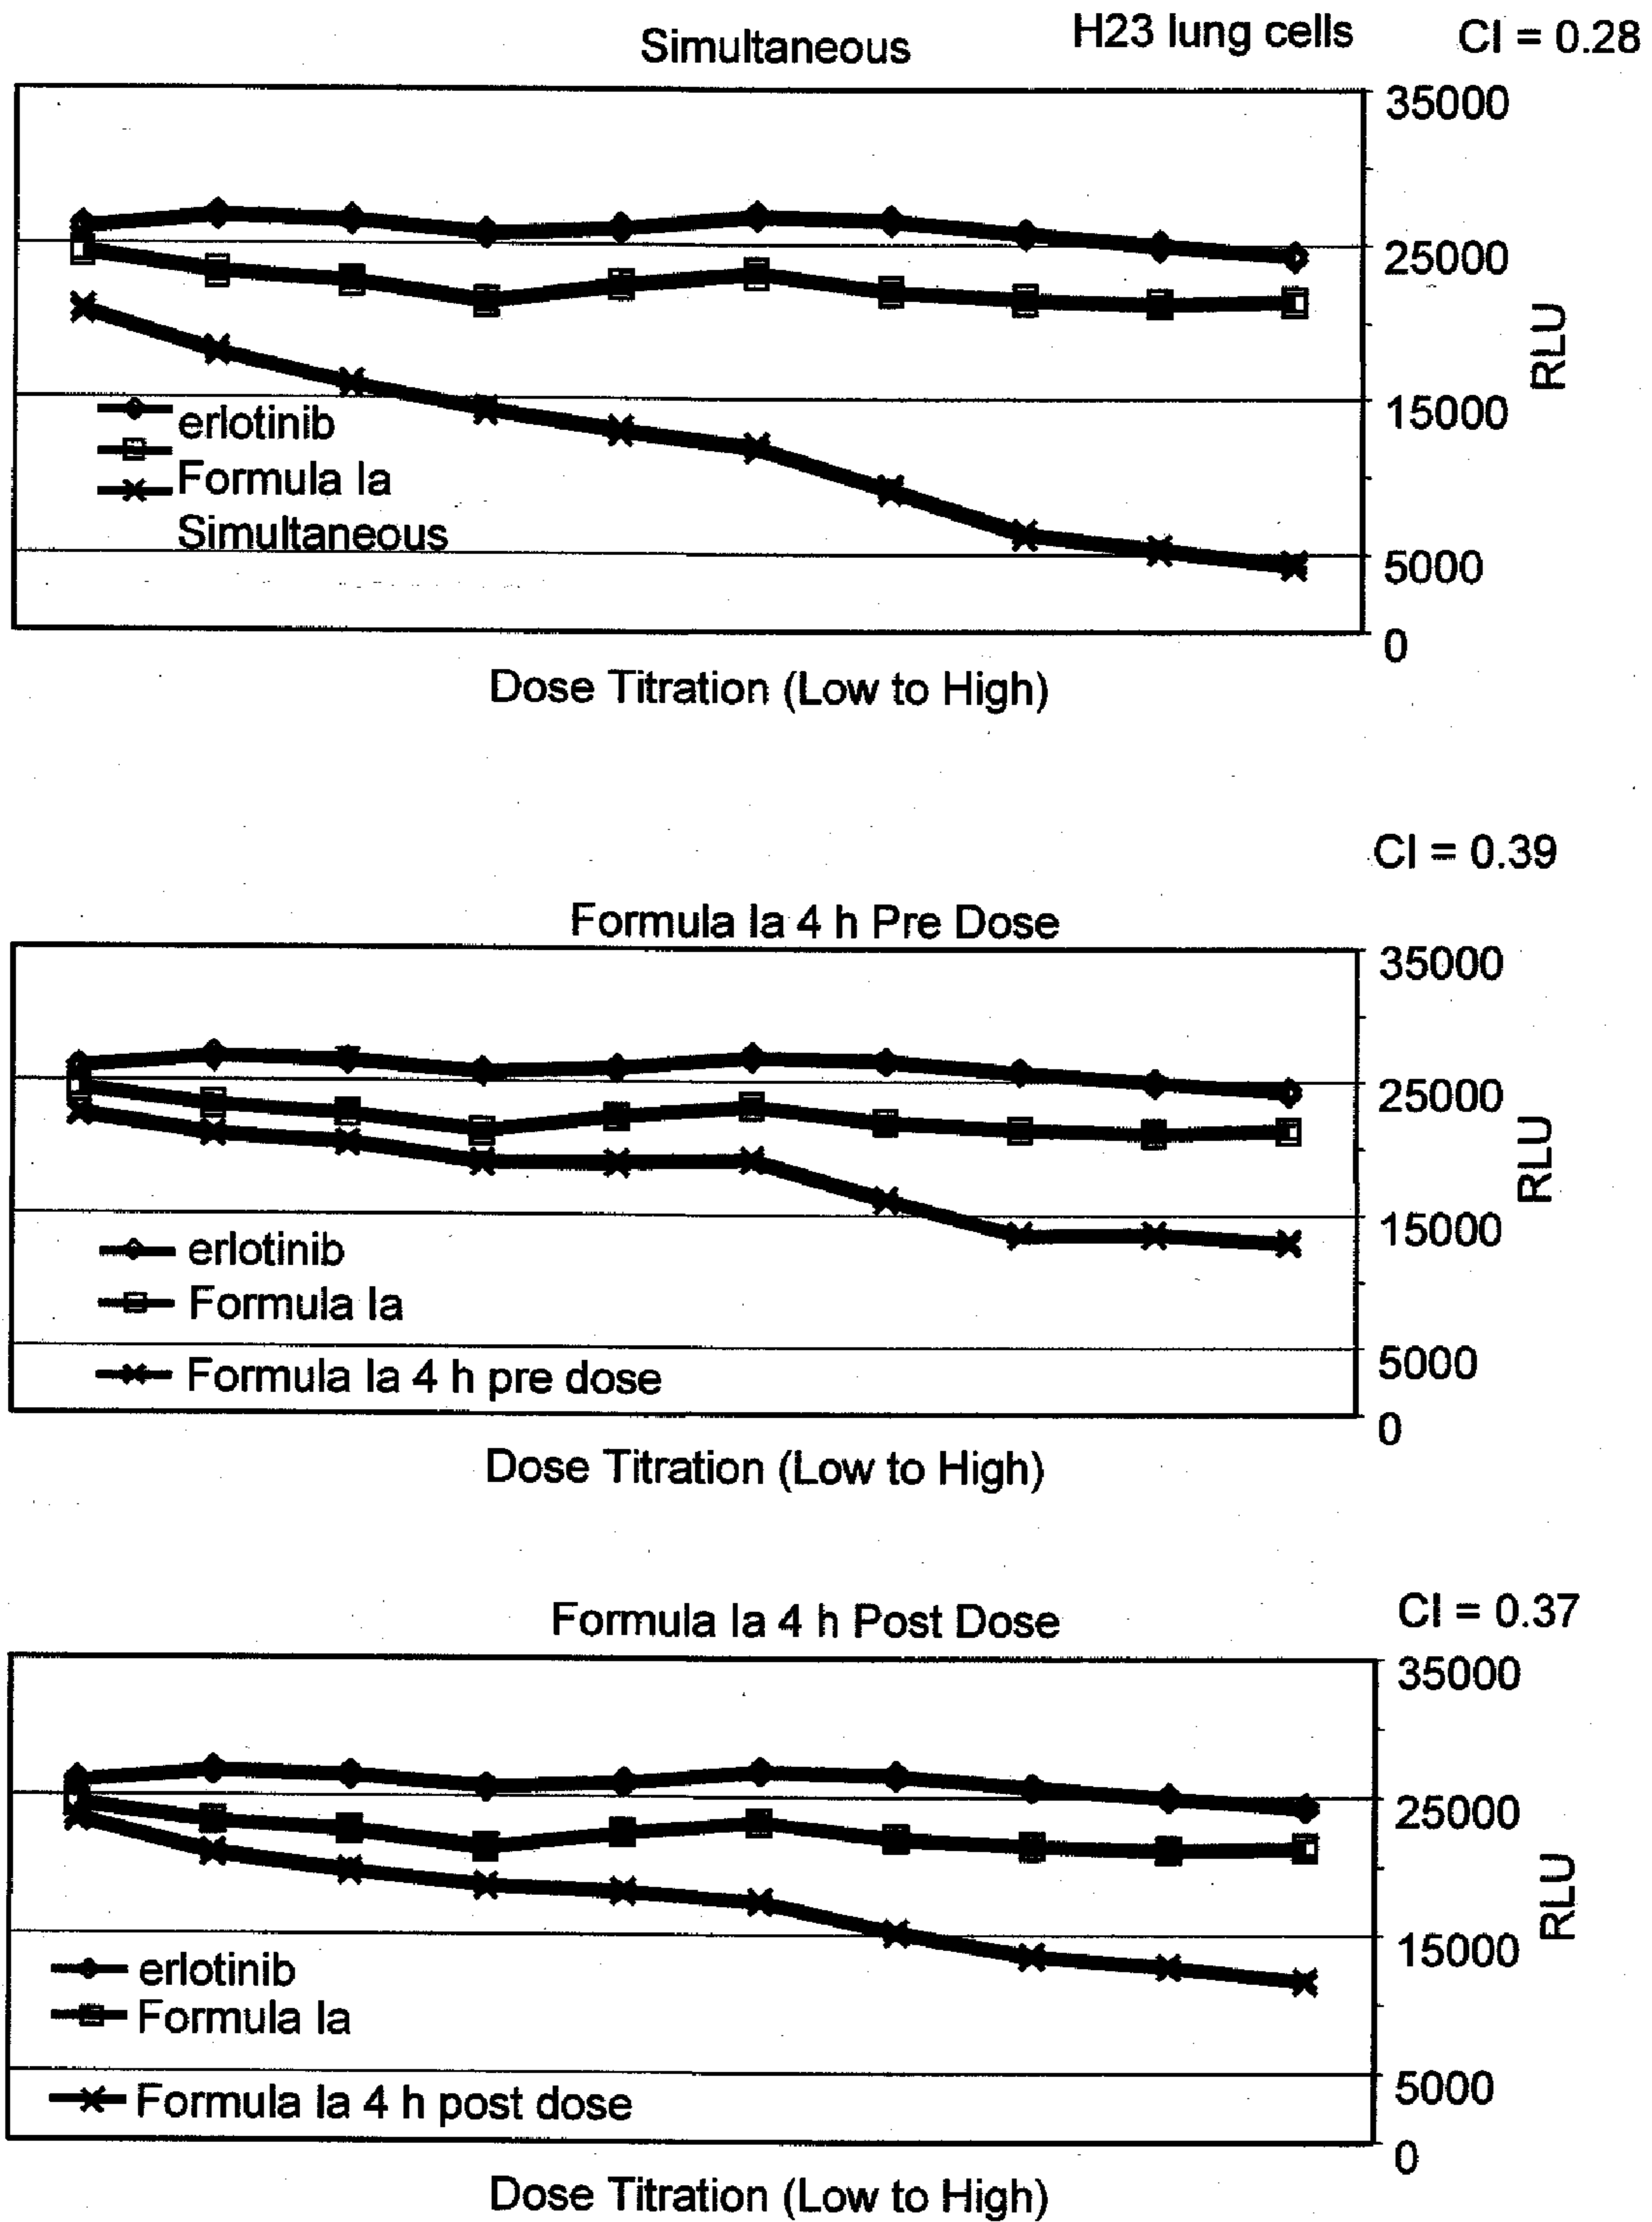 Simultaneous
H23 lung cells
CI = 0.28
35000
25000
15000
5000
0
RLU
erlotinib
Formula Ia
Simultaneous
Dose Titration (Low to High)
CI = 0.39
Formula Ia 4 h Pre Dose
35000
25000
15000
5000
0
RLU
erlotinib
Formula Ia
Formula Ia 4 h pre dose
Dose Titration (Low to High)
CI = 0.37
Formula Ia 4 h Post Dose
35000
25000
15000
5000
0
RLU
erlotinib
Formula Ia
Formula Ia 4 h post dose
Dose Titration (Low to High)